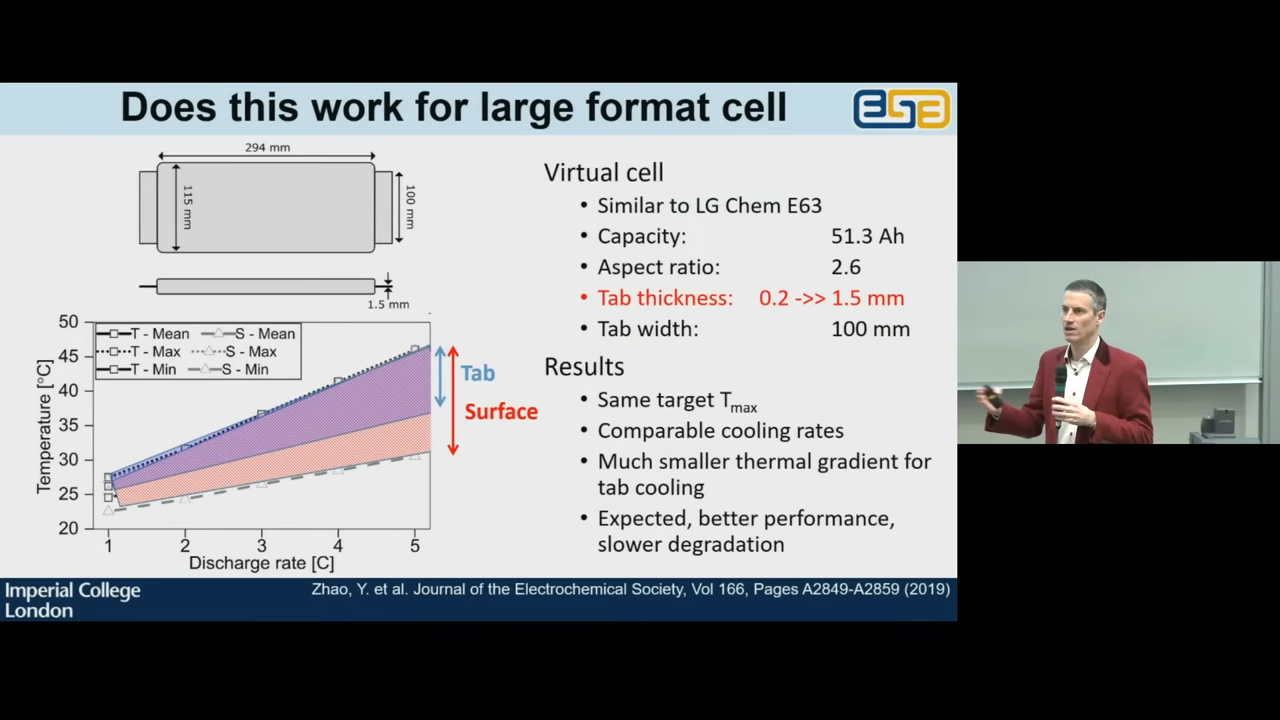 Does this work for large format cell
294 mm
115 mm
100 mm
1.5 mm
50
45
40
35
30
25
20
Temperature [°C]
T - Mean S - Mean
T - Max S - Max
T - Min S - Min
Tab
Surface
1 2 3 4 5
Discharge rate [C]
Virtual cell
• Similar to LG Chem E63
• Capacity: 51.3 Ah
• Aspect ratio: 2.6
• Tab thickness: 0.2 ->> 1.5 mm
• Tab width: 100 mm
Results
• Same target Tmax
• Comparable cooling rates
• Much smaller thermal gradient for
tab cooling
• Expected, better performance,
slower degradation
Imperial College
London
Zhao, Y. et al. Journal of the Electrochemical Society, Vol 166, Pages A2849-A2859 (2019)